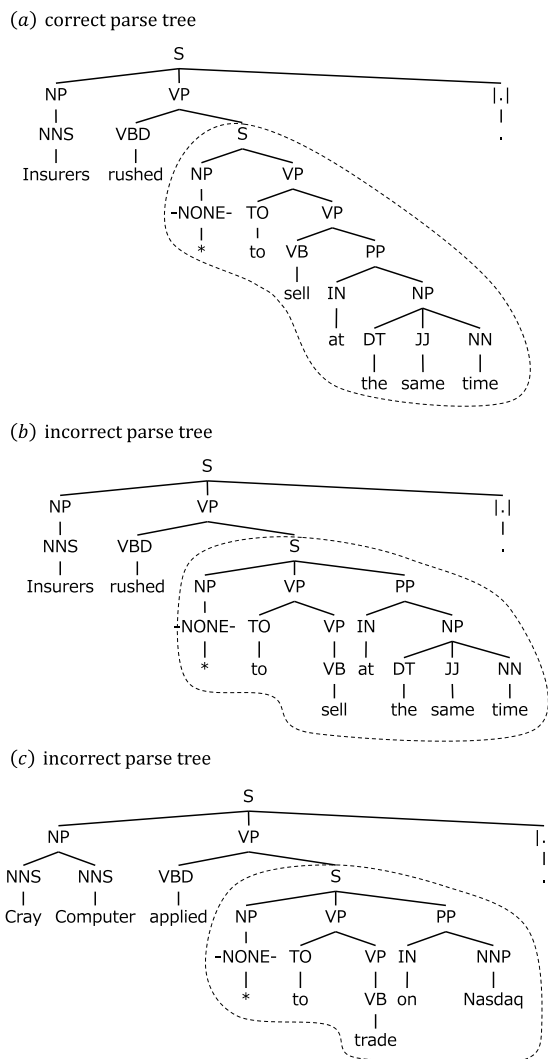 (a) correct parse tree
S
NP VP |.|
NNS VBD S .
Insurers rushed NP VP
-NONE- TO VP
* to VB PP
sell IN NP
at DT JJ NN
the same time
(b) incorrect parse tree
S
NP VP |.|
NNS VBD S .
Insurers rushed NP VP PP
-NONE- TO VP IN NP
* to VB at DT JJ NN
sell the same time
(c) incorrect parse tree
S
NP VP |.
NNS NNS VBD S .
Cray Computer applied NP VP PP
-NONE- TO VP IN NNP
* to VB on Nasdaq
trade